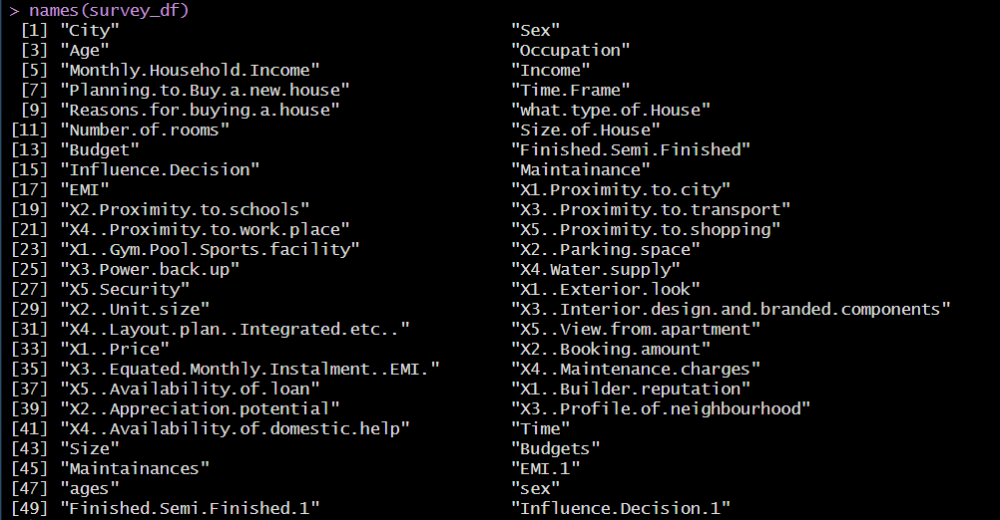 > names(survey_df)
[1] "City" "Sex"
[3] "Age" "Occupation"
[5] "Monthly.Household.Income" "Income"
[7] "Planning.to.Buy.a.new.house" "Time.Frame"
[9] "Reasons.for.buying.a.house" "what.type.of.House"
[11] "Number.of.rooms" "Size.of.House"
[13] "Budget" "Finished.Semi.Finished"
[15] "Influence.Decision" "Maintainance"
[17] "EMI" "X1.Proximity.to.city"
[19] "X2.Proximity.to.schools" "X3..Proximity.to.transport"
[21] "X4..Proximity.to.work.place" "X5..Proximity.to.shopping"
[23] "X1..Gym.Pool.Sports.facility" "X2..Parking.space"
[25] "X3.Power.back.up" "X4.Water.supply"
[27] "X5.Security" "X1..Exterior.look"
[29] "X2..Unit.size" "X3..Interior.design.and.branded.components"
[31] "X4..Layout.plan..Integrated.etc.." "X5..View.from.apartment"
[33] "X1..Price" "X2..Booking.amount"
[35] "X3..Equated.Monthly.Instalment..EMI." "X4..Maintenance.charges"
[37] "X5..Availability.of.loan" "X1..Builder.reputation"
[39] "X2..Appreciation.potential" "X3..Profile.of.neighbourhood"
[41] "X4..Availability.of.domestic.help" "Time"
[43] "Size" "Budgets"
[45] "Maintainances" "EMI.1"
[47] "ages" "sex"
[49] "Finished.Semi.Finished.1" "Influence.Decision.1"